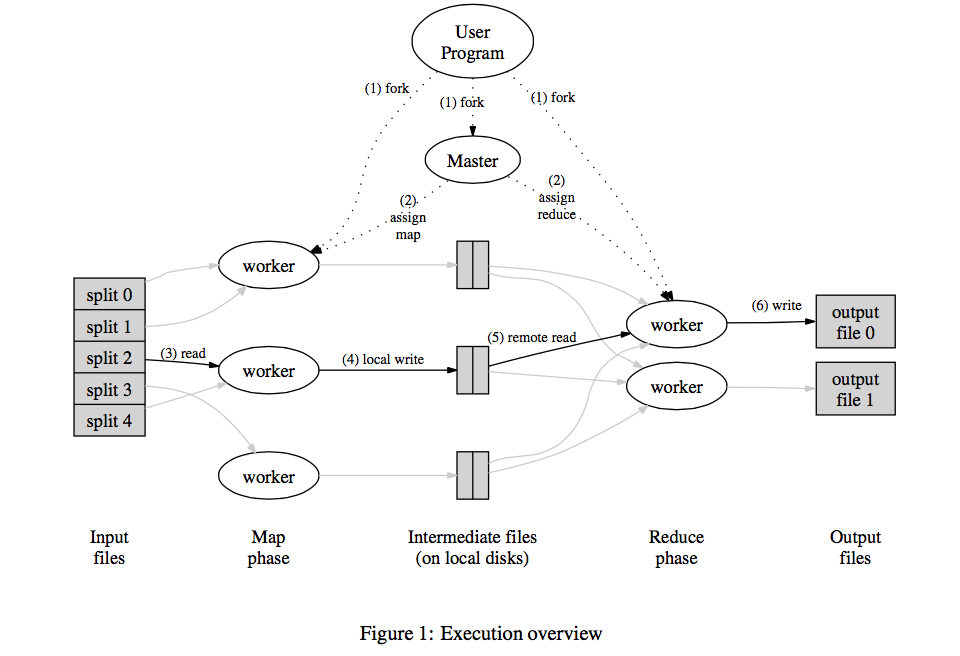 User
Program
(1) fork
(1) fork
(1) fork
Master
(2)
assign
map
(2)
assign
reduce
worker
split 0
split 1
split 2
split 3
split 4
(3) read
worker
(4) local write
(5) remote read
worker
(6) write
output
file 0
worker
output
file 1
worker
Input
files
Map
phase
Intermediate files
(on local disks)
Reduce
phase
Output
files
Figure 1: Execution overview